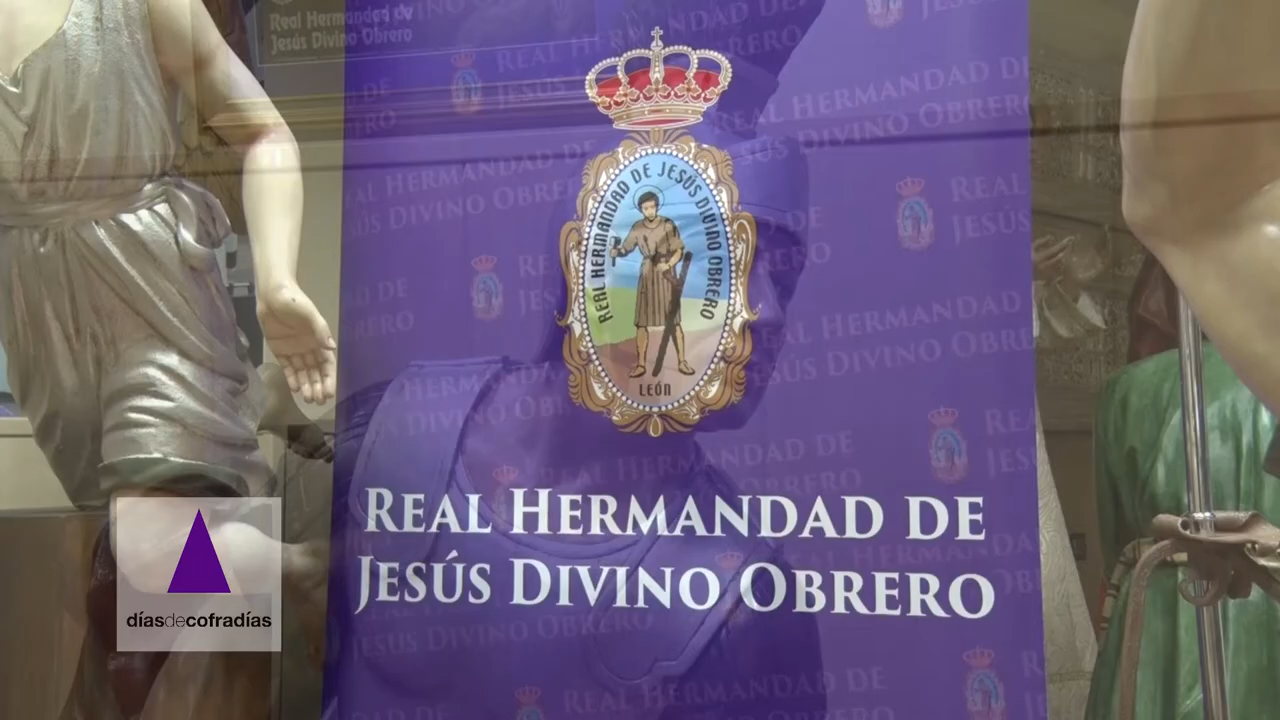 Real Hermandad de
Jesús Divino Obrero
REAL HERMANDAD DE JESÚS DIVINO OBRERO
LEÓN
REAL HERMANDAD DE
JESÚS DIVINO OBRERO
díasdecofradías